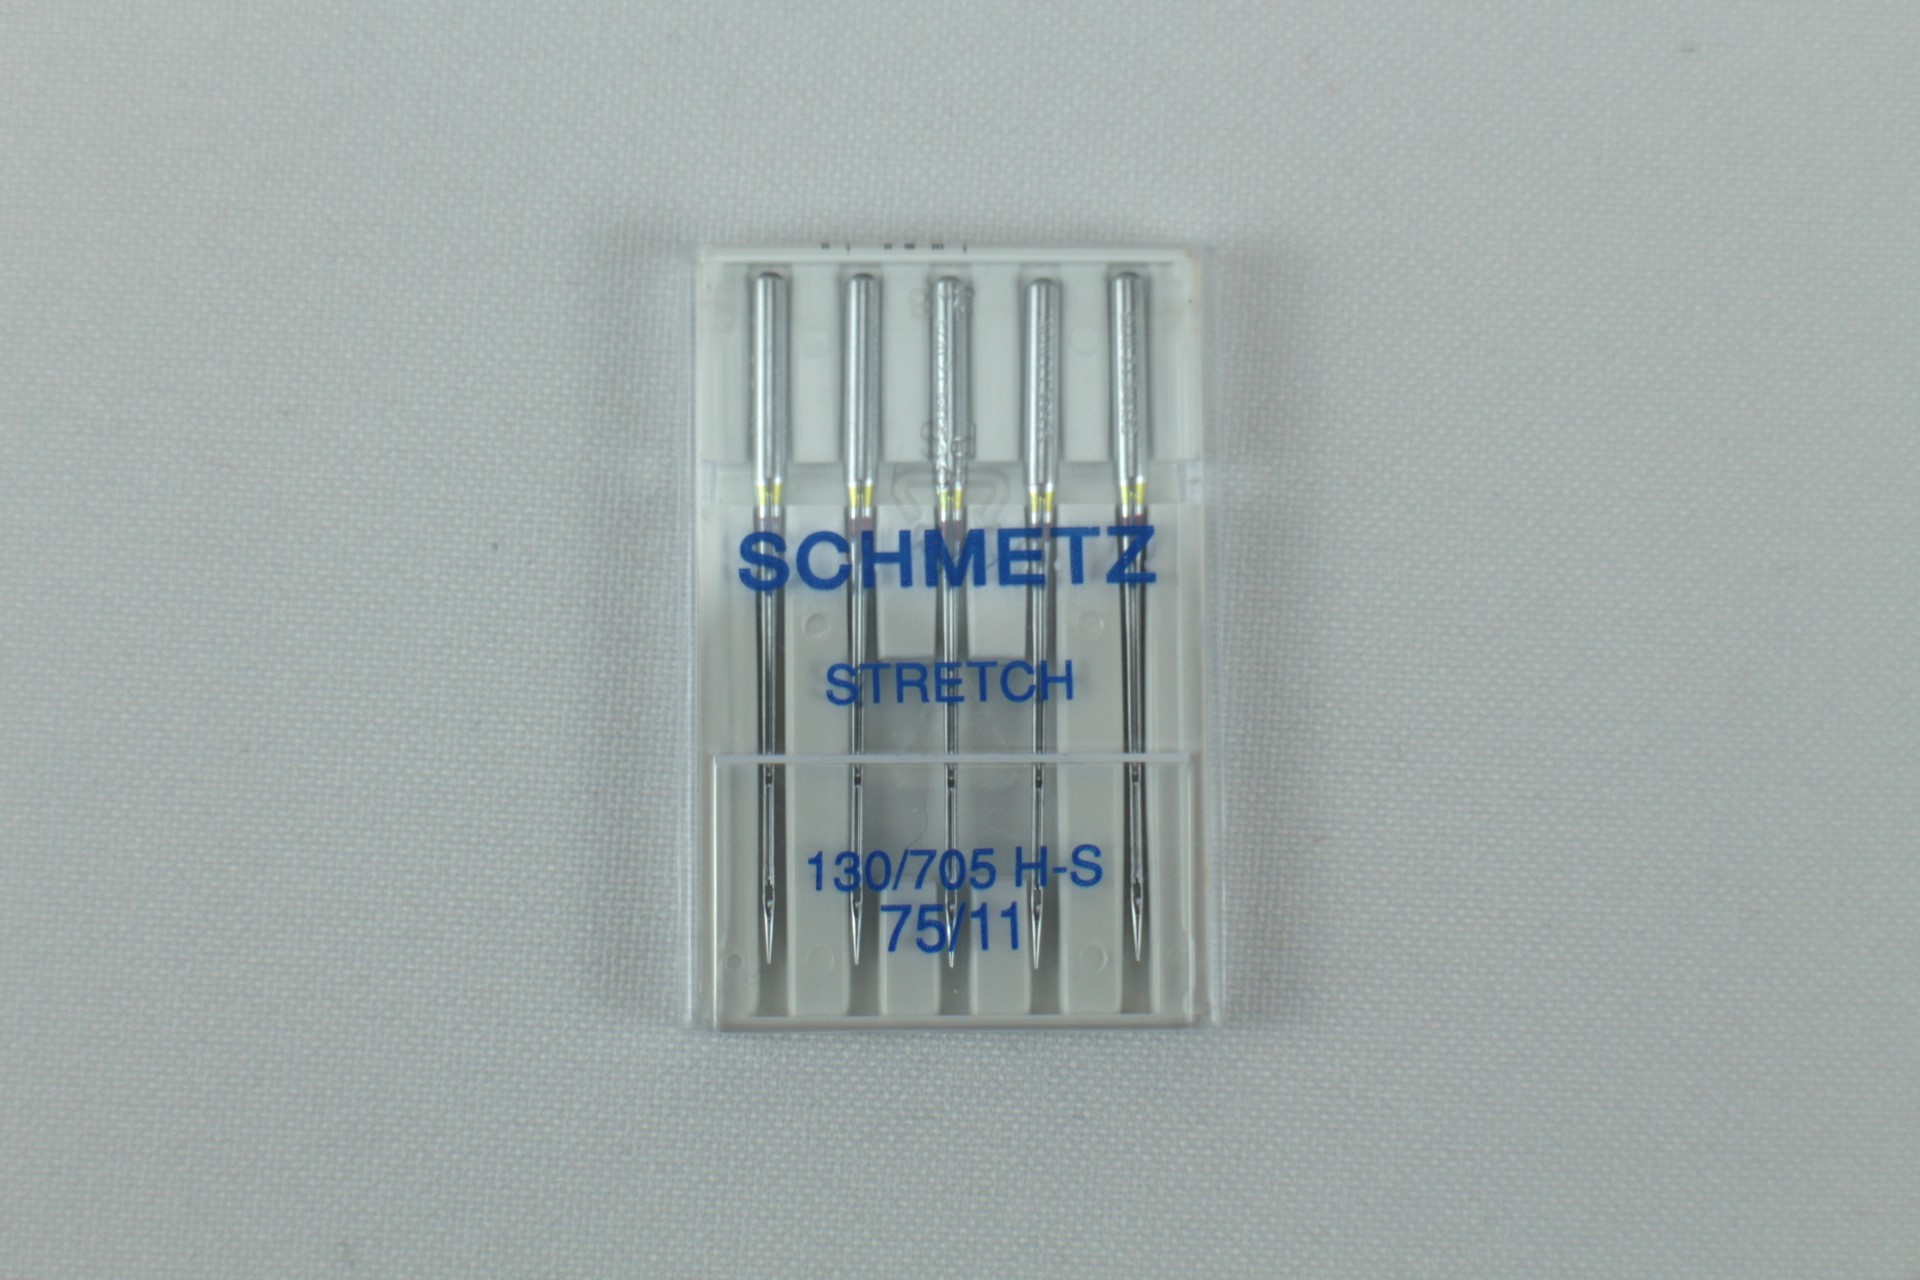 SCHMETZ
STRETCH
130/705 H-S
75/11